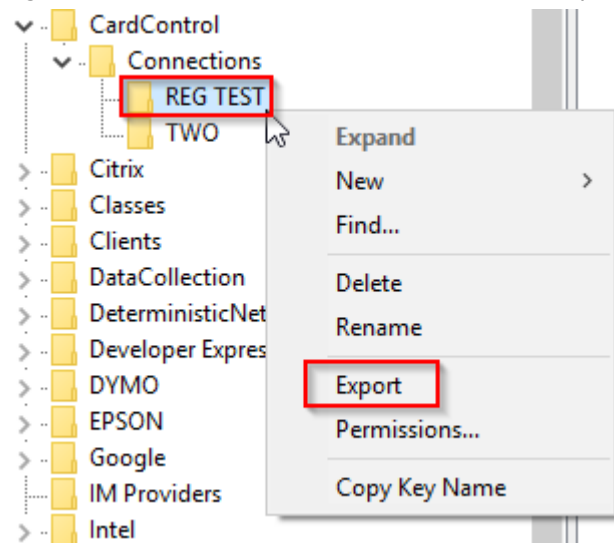 CardControl
Connections
REG TEST
TWO
Citrix
Classes
Clients
DataCollection
DeterministicNet
Developer Expres
DYMO
EPSON
Google
IM Providers
Intel
Expand
New
Find...
Delete
Rename
Export
Permissions...
Copy Key Name